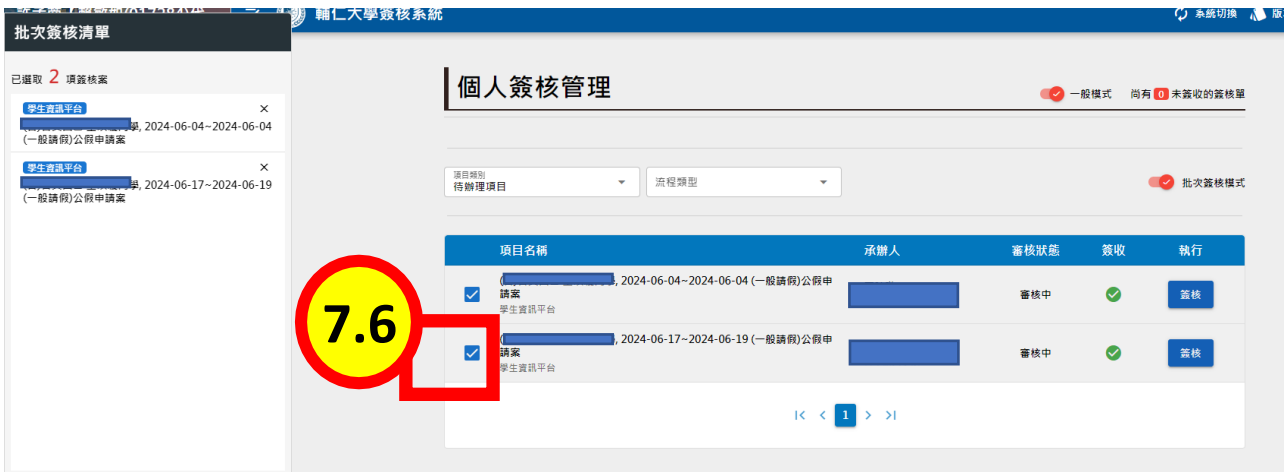 輔仁大學簽核系統
系統切換
版
批次簽核清單
已選取 2 項簽核案
學生資訊平台 ×
學, 2024-06-04~2024-06-04
(一般請假)公假申請案
學生資訊平台 ×
學, 2024-06-17~2024-06-19
(一般請假)公假申請案
個人簽核管理
一般模式 尚有 0 未簽收的簽核單
項目類別
待辦理項目
流程類型
批次簽核模式
項目名稱 承辦人 審核狀態 簽收 執行
, 2024-06-04~2024-06-04 (一般請假)公假申
請案
學生資訊平台
審核中
簽核
, 2024-06-17~2024-06-19 (一般請假)公假申
請案
學生資訊平台
審核中
簽核
7.6
1